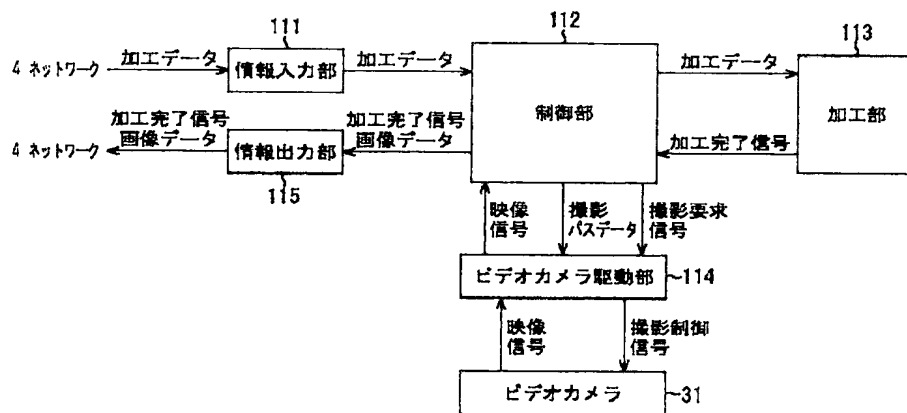 111
112
113
4 ネットワーク
加工データ
情報入力部
加工データ
制御部
加工データ
加工部
4 ネットワーク
加工完了信号
画像データ
情報出力部
加工完了信号
画像データ
加工完了信号
115
映像
信号
撮影
パスデータ
撮影要求
信号
ビデオカメラ駆動部
114
映像
信号
撮影制御
信号
ビデオカメラ
31